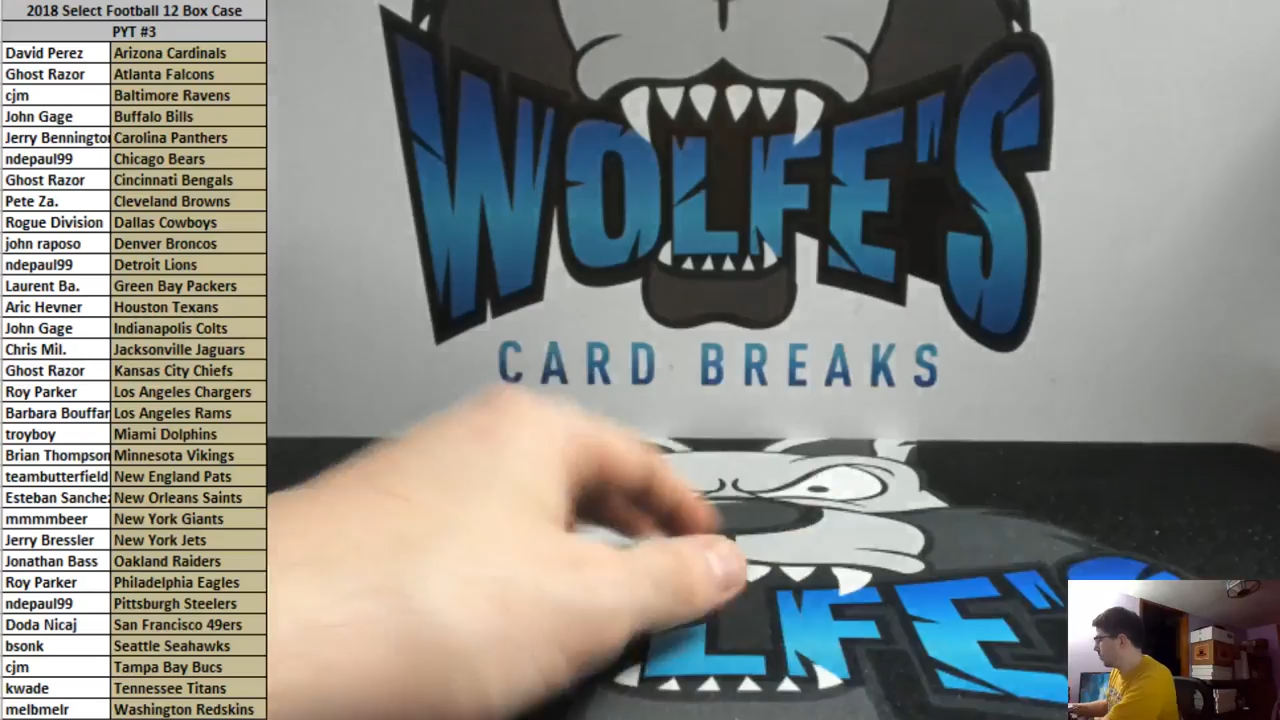 2018 Select Football 12 Box Case
PYT #3
David Perez Arizona Cardinals
Ghost Razor Atlanta Falcons
cjm Baltimore Ravens
John Gage Buffalo Bills
Jerry Benningto Carolina Panthers
ndepaul99 Chicago Bears
Ghost Razor Cincinnati Bengals
Pete Za. Cleveland Browns
Rogue Division Dallas Cowboys
john raposo Denver Broncos
ndepaul99 Detroit Lions
Laurent Ba. Green Bay Packers
Aric Hevner Houston Texans
John Gage Indianapolis Colts
Chris Mil. Jacksonville Jaguars
Ghost Razor Kansas City Chiefs
Roy Parker Los Angeles Chargers
Barbara Bouffar Los Angeles Rams
troyboy Miami Dolphins
Brian Thompson Minnesota Vikings
teambutterfield New England Pats
Esteban Sanchez New Orleans Saints
mmmmbeer New York Giants
Jerry Bressler New York Jets
Jonathan Bass Oakland Raiders
Roy Parker Philadelphia Eagles
ndepaul99 Pittsburgh Steelers
Doda Nicaj San Francisco 49ers
bsonk Seattle Seahawks
cjm Tampa Bay Bucs
kwade Tennessee Titans
melbmelr Washington Redskins
WOLFE'S
CARD BREAKS
LFE'